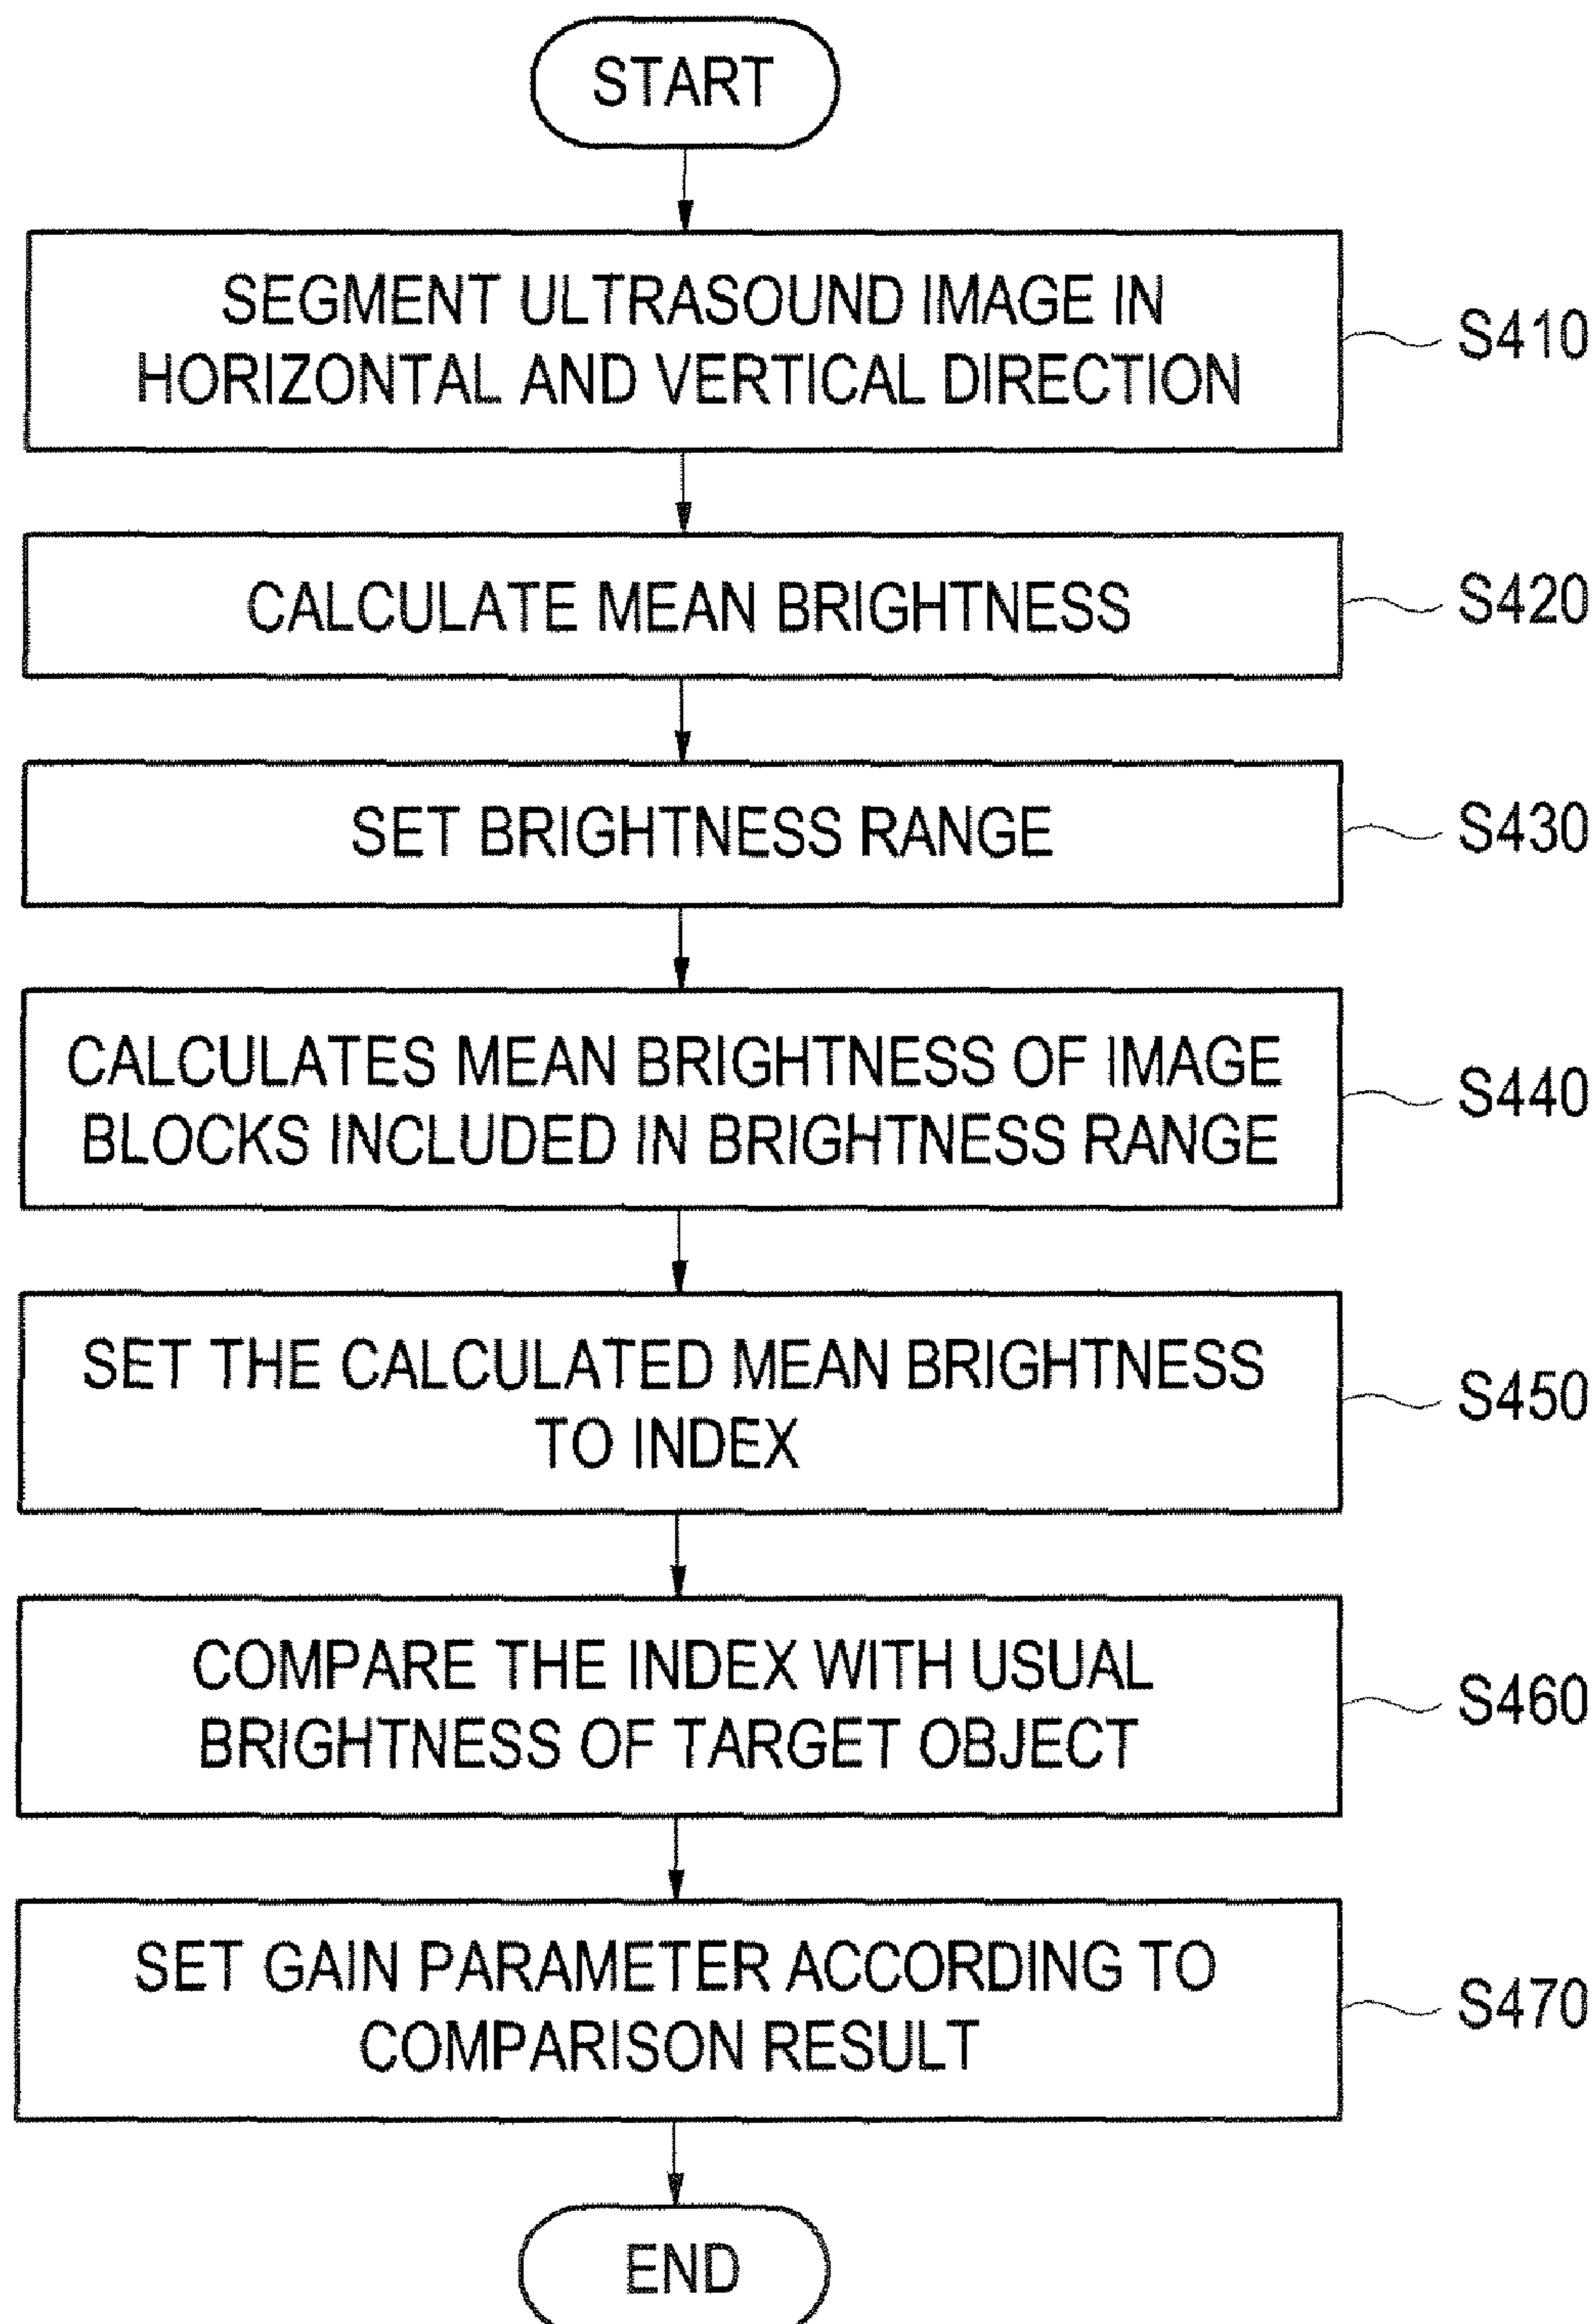 START
SEGMENT ULTRASOUND IMAGE IN
HORIZONTAL AND VERTICAL DIRECTION
S410
CALCULATE MEAN BRIGHTNESS
S420
SET BRIGHTNESS RANGE
S430
CALCULATES MEAN BRIGHTNESS OF IMAGE
BLOCKS INCLUDED IN BRIGHTNESS RANGE
S440
SET THE CALCULATED MEAN BRIGHTNESS
TO INDEX
S450
COMPARE THE INDEX WITH USUAL
BRIGHTNESS OF TARGET OBJECT
S460
SET GAIN PARAMETER ACCORDING TO
COMPARISON RESULT
S470
END